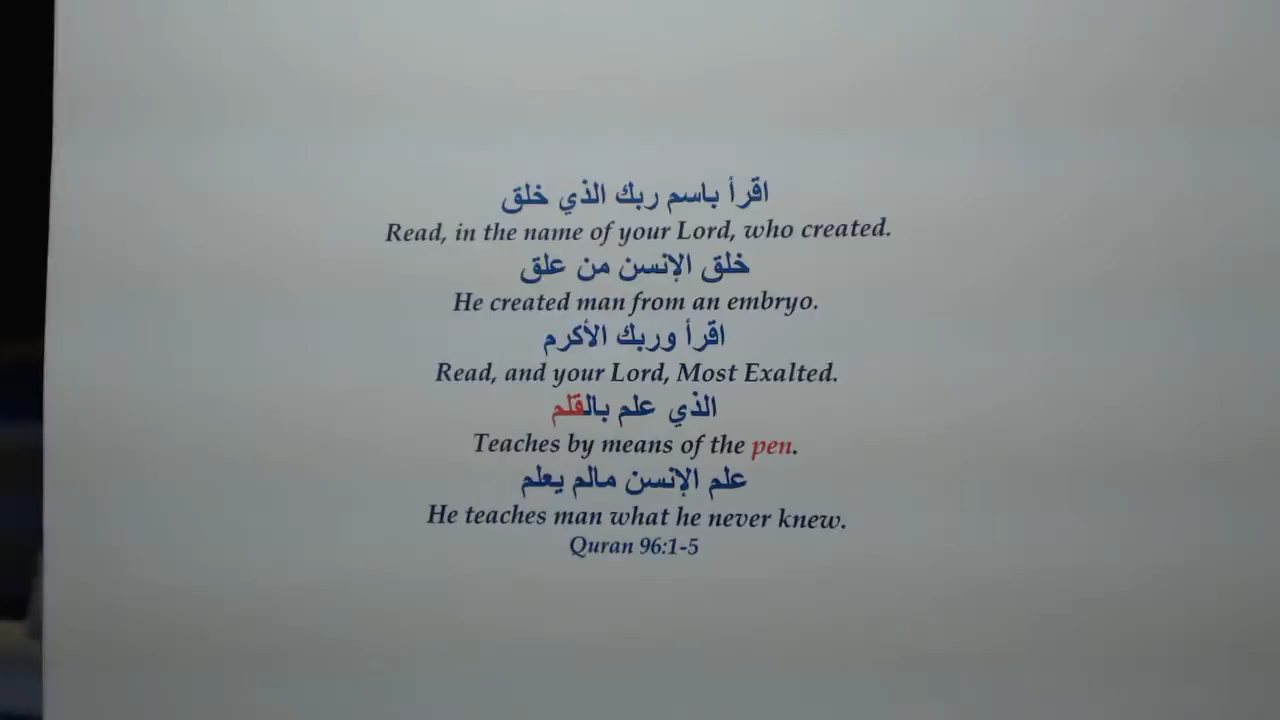 اقرأ باسم ربك الذي خلق
Read, in the name of your Lord, who created.
خلق الإنسن من علق
He created man from an embryo.
اقرأ وربك الأكرم
Read, and your Lord, Most Exalted.
الذي علم بالقلم
Teaches by means of the pen.
علم الإنسن مالم يعلم
He teaches man what he never knew.
Quran 96:1-5